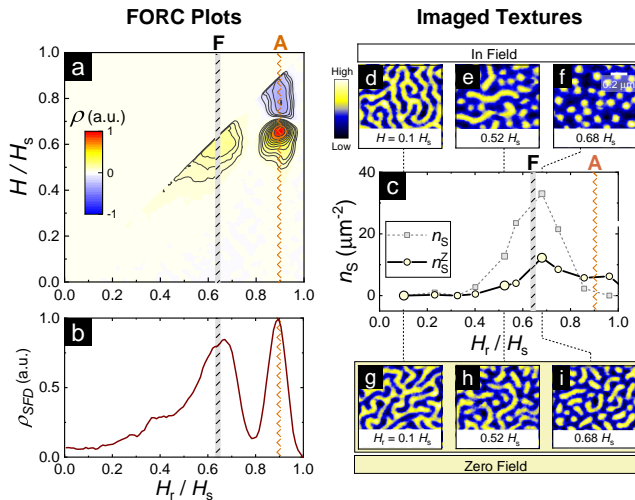 FORC Plots
Imaged Textures
F
A
a
ρ (a.u.)
1
0
-1
H / Hs
1.0
0.8
0.6
0.4
0.2
0.0
0.0 0.2 0.4 0.6 0.8 1.0
b
ρSFD (a.u.)
1.0
0.5
0.0
0.0 0.2 0.4 0.6 0.8 1.0
Hr / Hs
In Field
High
Low
d
e
f
0.2 μm
H = 0.1 Hs
0.52 Hs
0.68 Hs
F
A
c
nS (μm-2)
40
20
0
nS
nSZ
0.0 0.2 0.4 0.6 0.8 1.0
Hr / Hs
g
h
i
Hr = 0.1 Hs
0.52 Hs
0.68 Hs
Zero Field